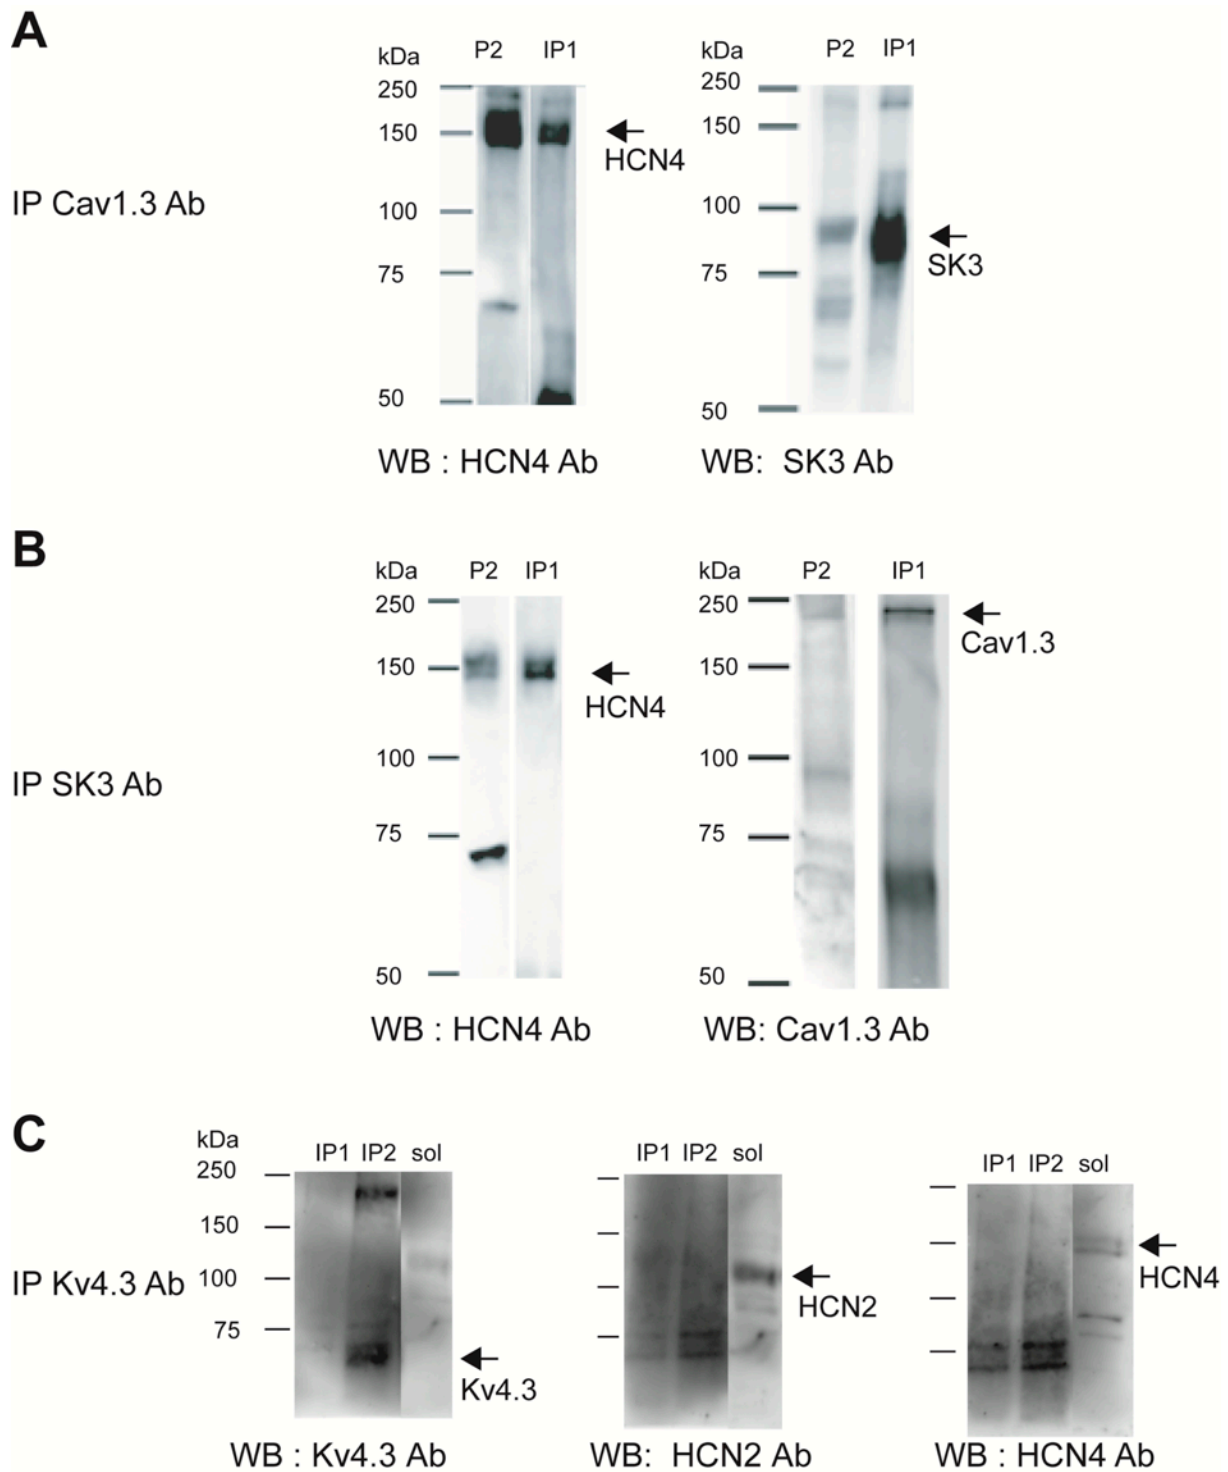 A
kDa P2 IP1 kDa P2 IP1
250 250
150 150
HCN4
100 100
IP Cav1.3 Ab
SK3
75 75
50 50
WB : HCN4 Ab WB: SK3 Ab
B
kDa P2 IP1 kDa P2 IP1
250 250
Cav1.3
150 150
HCN4
100 100
IP SK3 Ab
75 75
50 50
WB : HCN4 Ab WB: Cav1.3 Ab
C
kDa IP1 IP2 sol IP1 IP2 sol IP1 IP2 sol
250
150
HCN4
IP Kv4.3 Ab 100
HCN2
75
Kv4.3
WB : Kv4.3 Ab WB: HCN2 Ab WB : HCN4 Ab